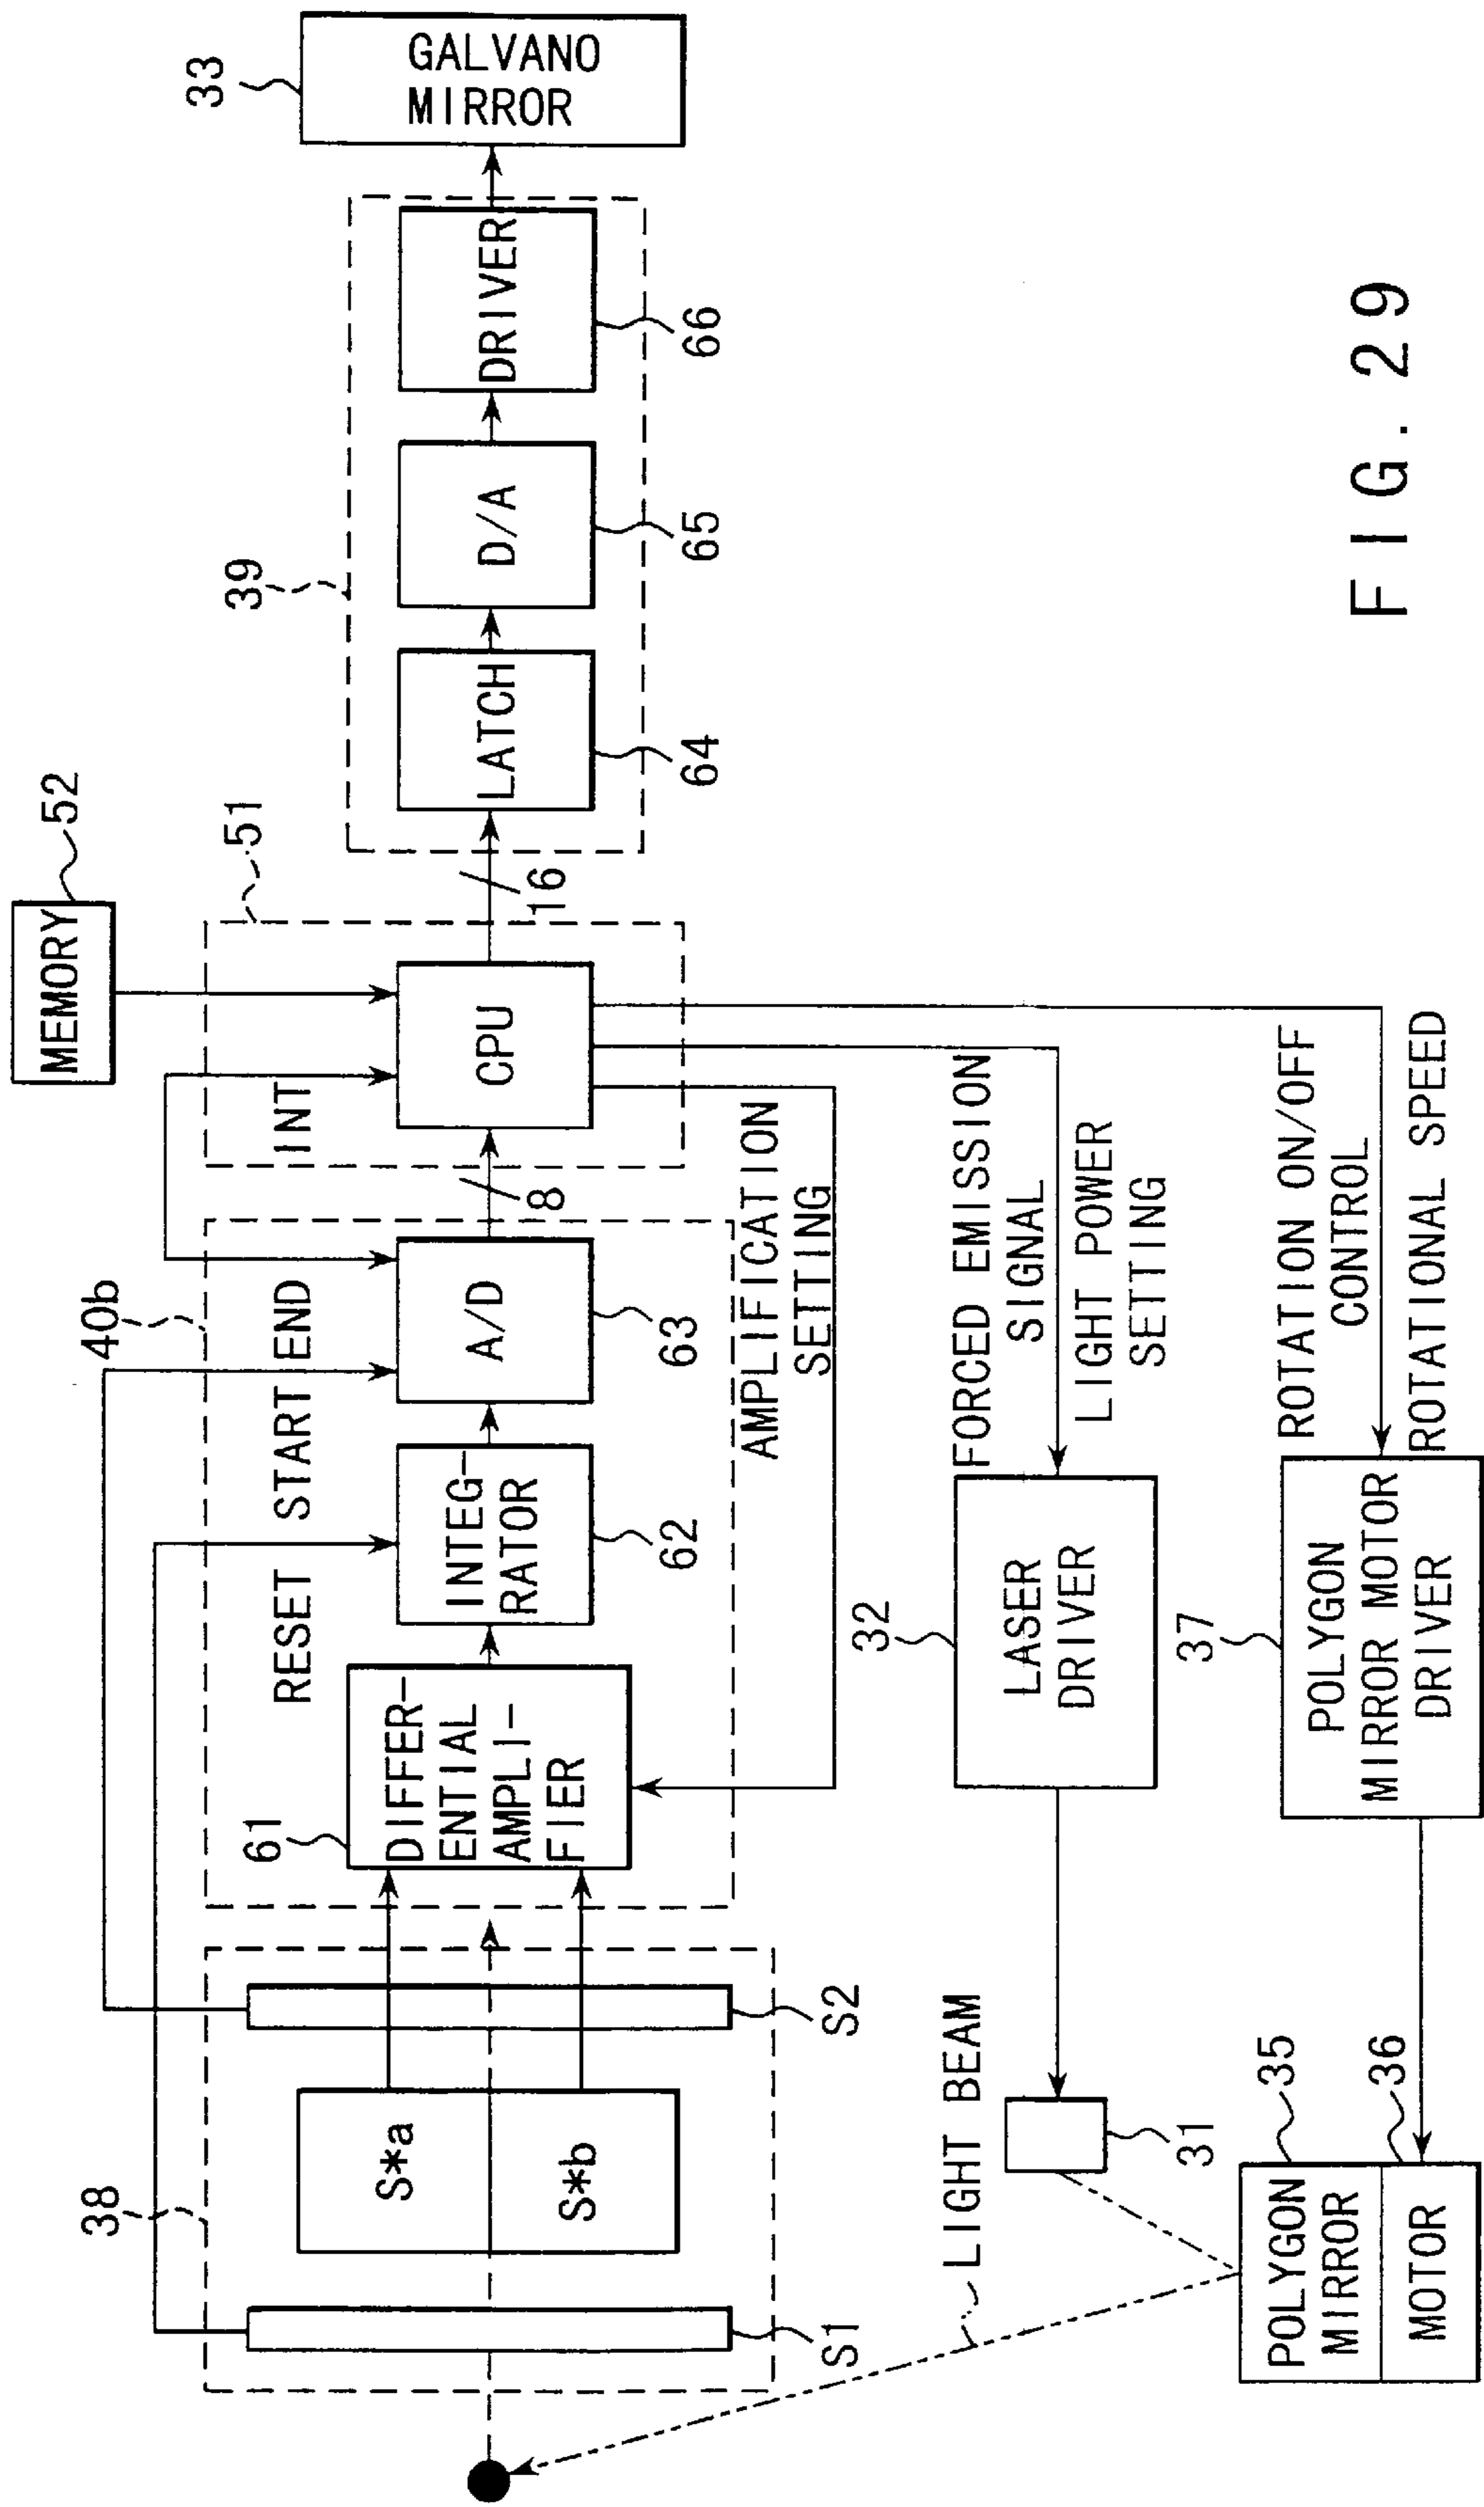 38
S1
S*a
S*b
S2
40b
61
DIFFER-
ENTIAL
AMPLI-
FIER
RESET
START
END
INTEG-
RATOR
62
A/D
63
8
INT
51
CPU
MEMORY
52
16
39
LATCH
64
D/A
65
DRIVER
66
33
GALVANO
MIRROR
AMPLIFICATION
SETTING
LIGHT BEAM
31
32
LASER
DRIVER
FORCED EMISSION
SIGNAL
LIGHT POWER
SETTING
35
POLYGON
MIRROR
36
MOTOR
37
POLYGON
MIRROR MOTOR
DRIVER
ROTATION ON/OFF
CONTROL
ROTATIONAL SPEED
FIG. 29